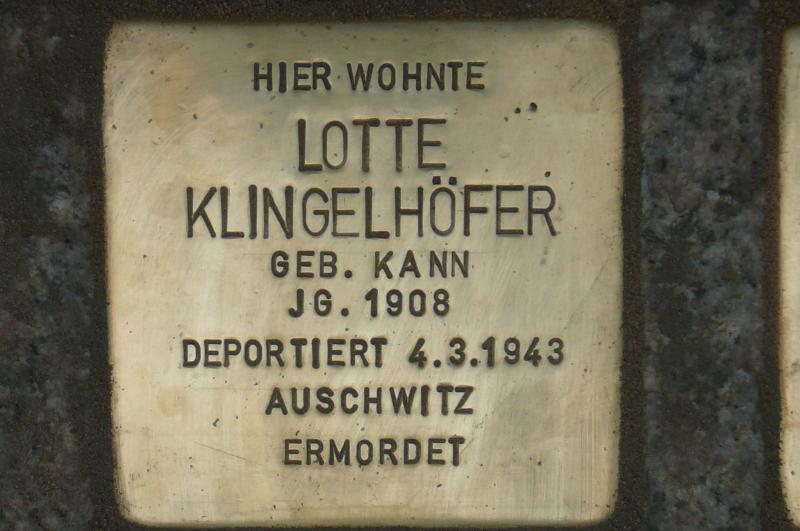 HIER WOHNTE
LOTTE
KLINGELHÖFER
GEB. KANN
JG. 1908
DEPORTIERT 4.3.1943
AUSCHWITZ
ERMORDET